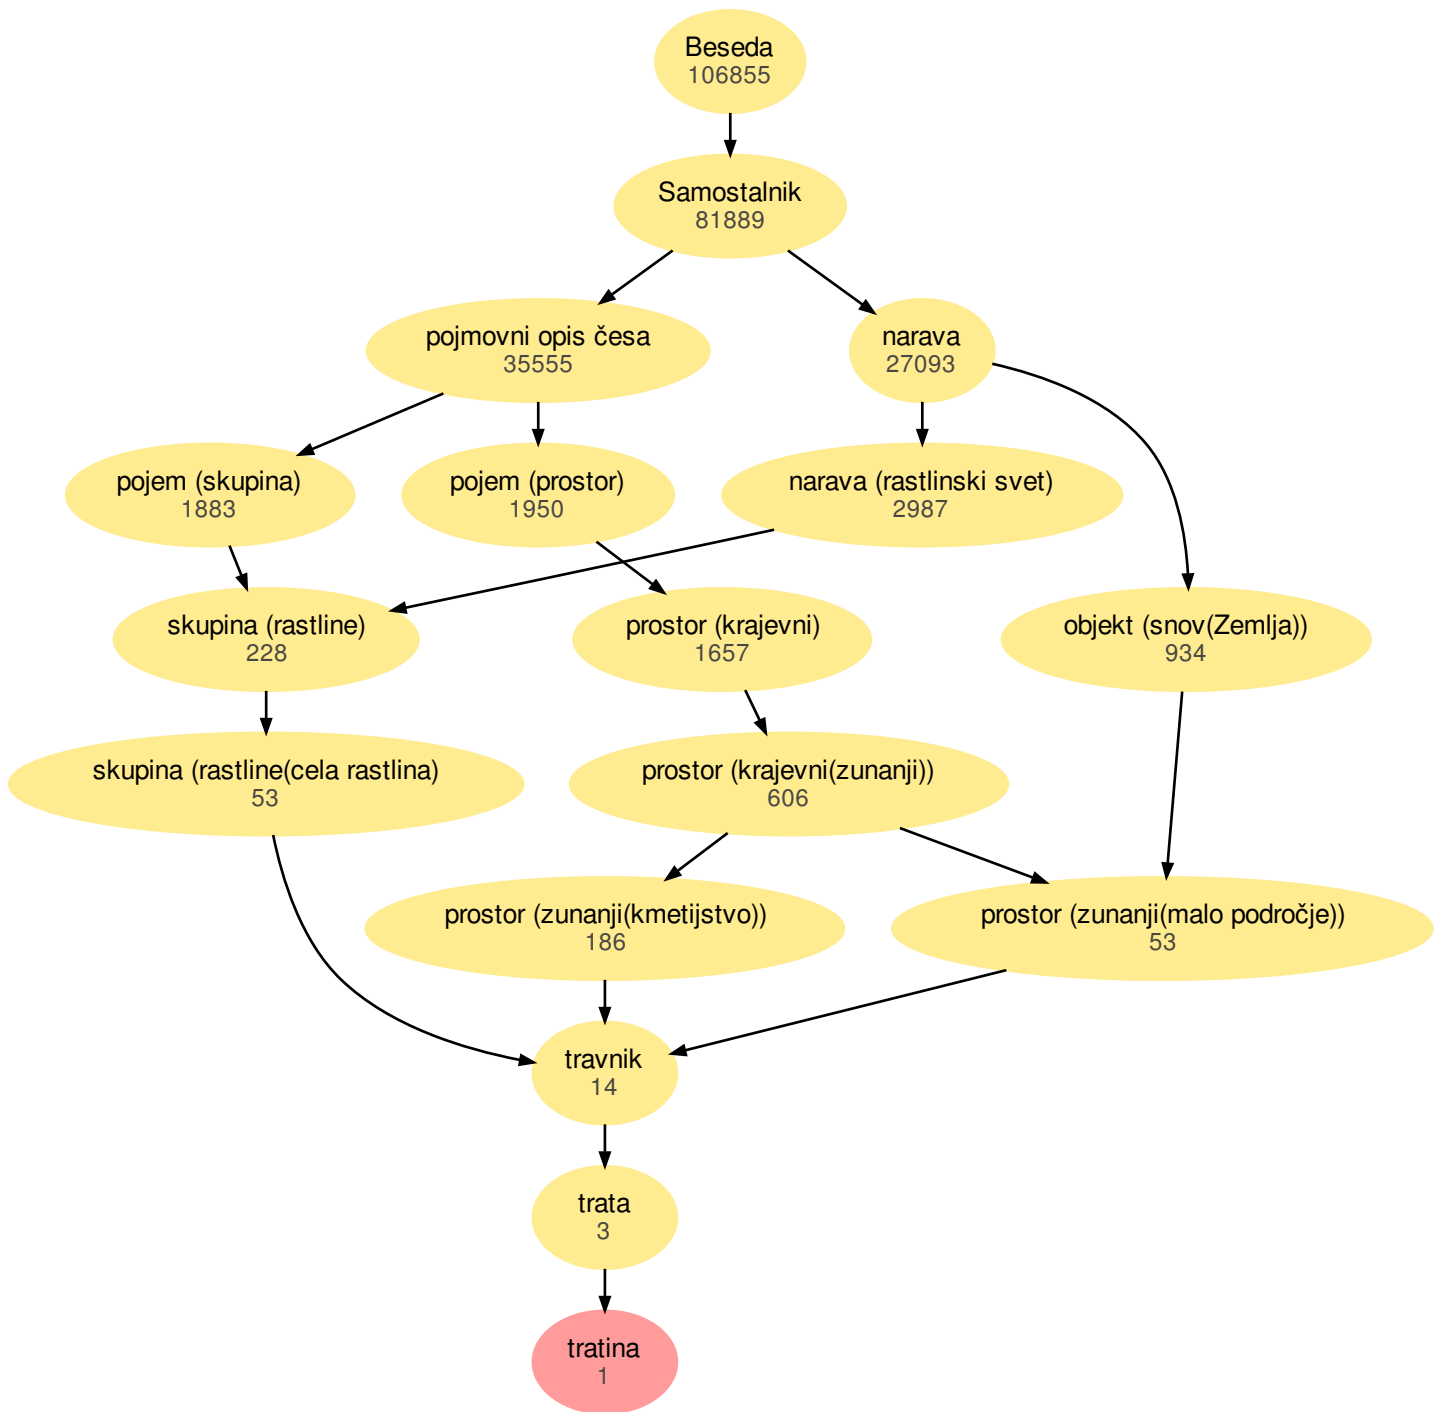 Beseda
106855
Samostalnik
81889
pojmovni opis česa
35555
narava
27093
pojem (skupina)
1883
pojem (prostor)
1950
narava (rastlinski svet)
2987
skupina (rastline)
228
prostor (krajevni)
1657
objekt (snov(Zemlja))
934
skupina (rastline(cela rastlina)
53
prostor (krajevni(zunanji))
606
prostor (zunanji(kmetijstvo))
186
prostor (zunanji(malo področje))
53
travnik
14
trata
3
tratina
1